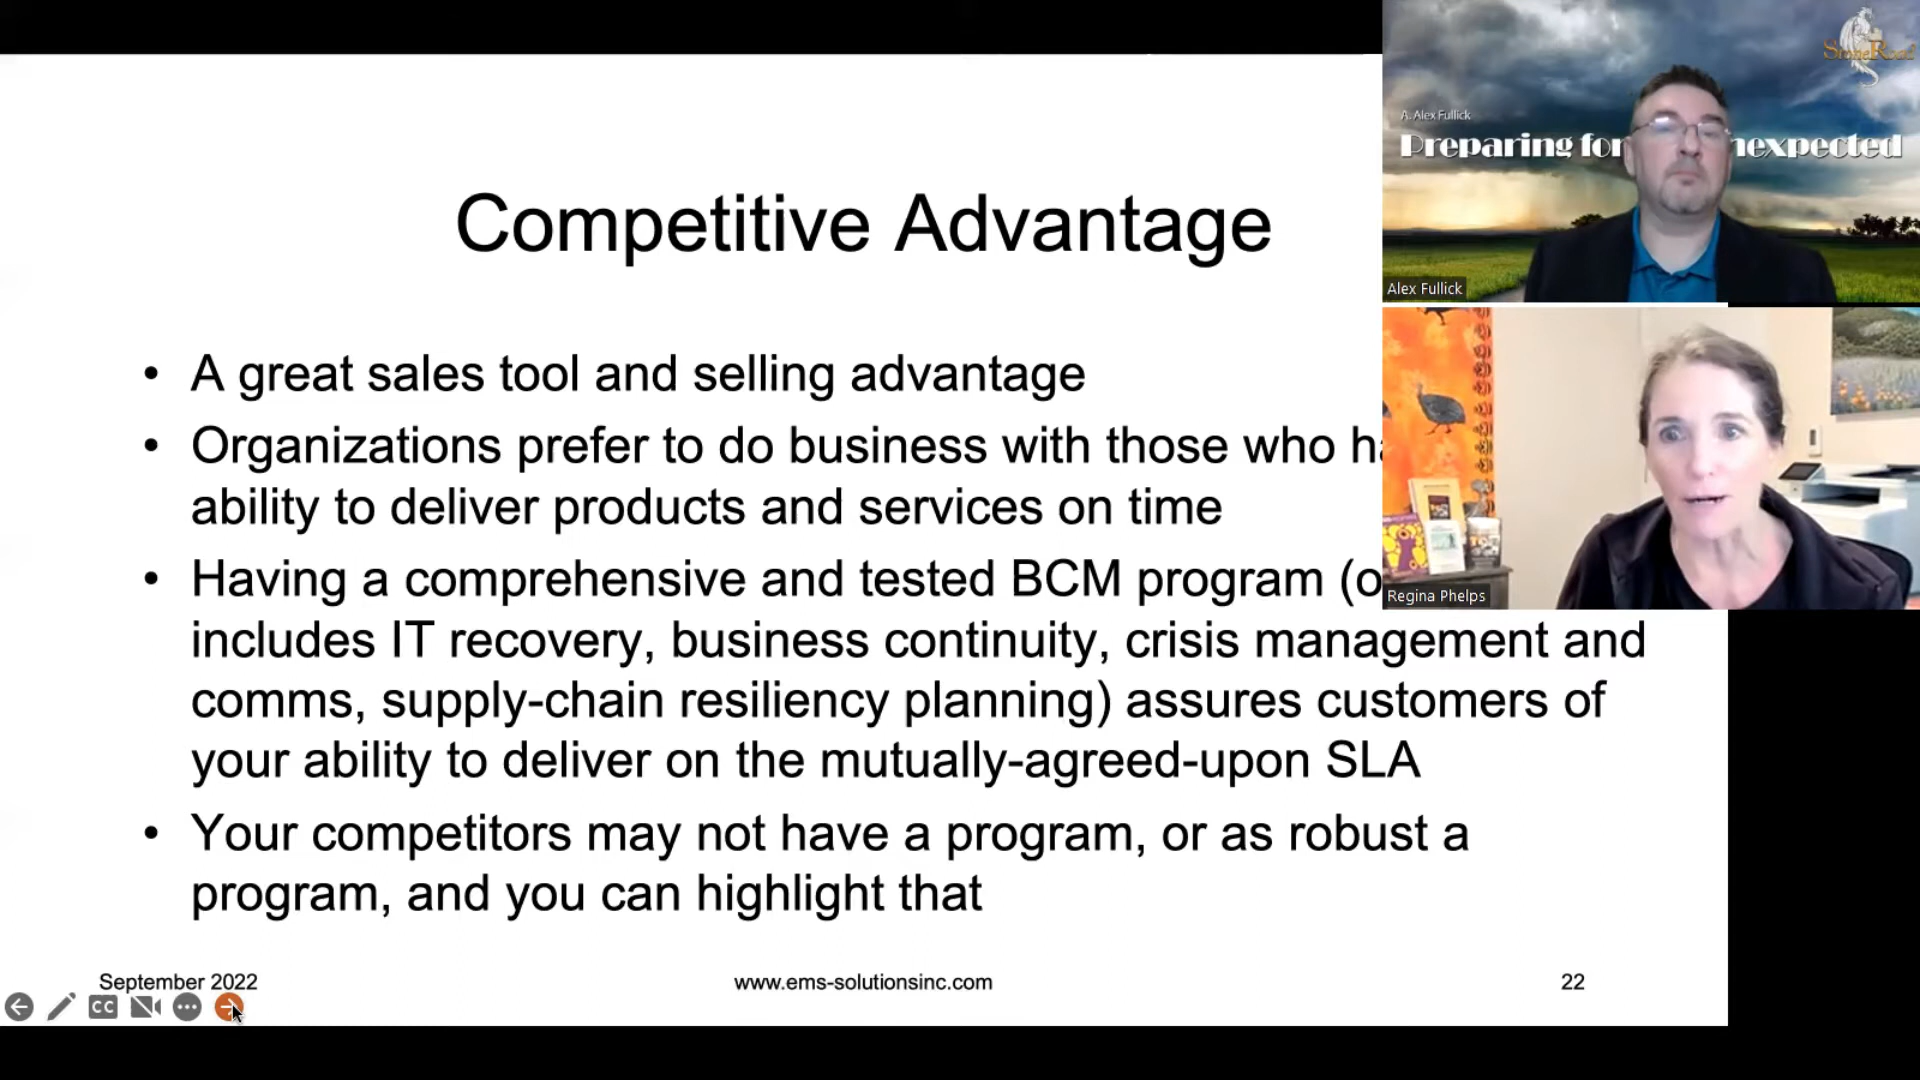 Competitive Advantage
• A great sales tool and selling advantage
• Organizations prefer to do business with those who
ability to deliver products and services on time
• Having a comprehensive and tested BCM program
includes IT recovery, business continuity, crisis management and
comms, supply-chain resiliency planning) assures customers of
your ability to deliver on the mutually-agreed-upon SLA
• Your competitors may not have a program, or as robust a
program, and you can highlight that
September 2022
www.ems-solutionsinc.com
22
CC
StoneRoad
A. Alex Fullick
Preparing for nexpected
Alex Fullick
Regina Phelps